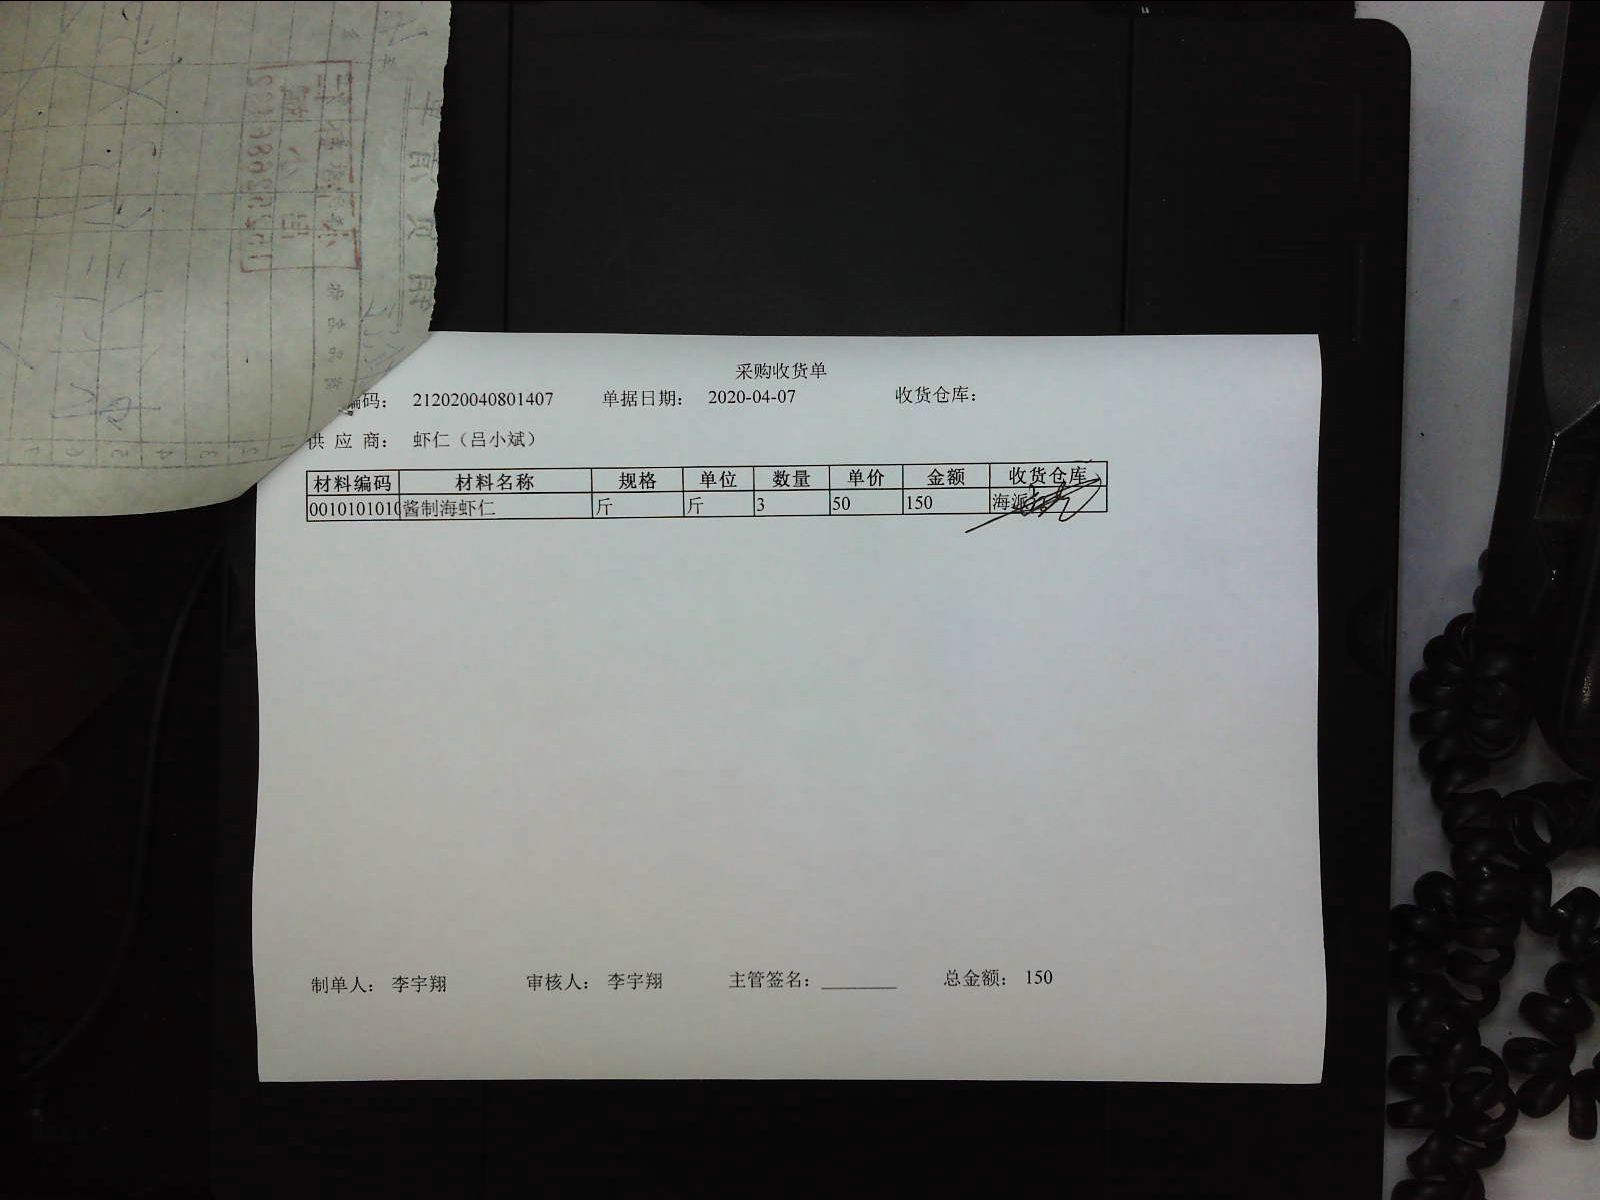 采购收货单
编码： 212020040801407 单据日期： 2020-04-07 收货仓库：
供 应 商： 虾仁（吕小斌）
材料编码 材料名称 规格 单位 数量 单价 金额 收货仓库
0010101010 酱制海虾仁 斤 斤 3 50 150 海派
制单人： 李宇翔 审核人： 李宇翔 主管签名：________ 总金额： 150